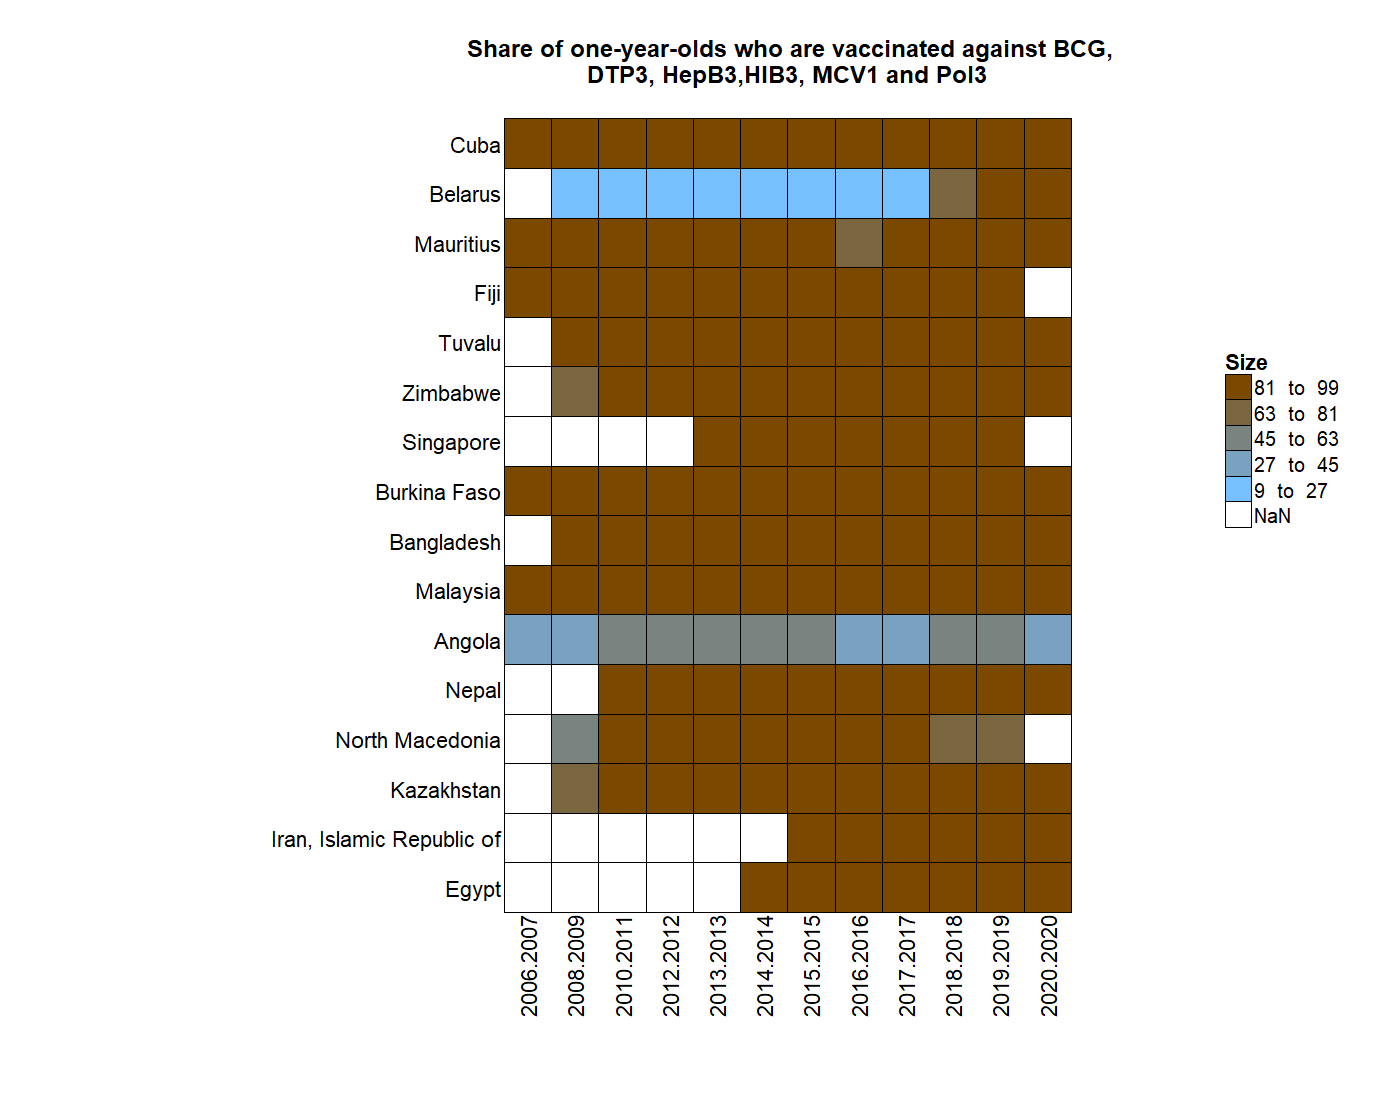 Share of one-year-olds who are vaccinated against BCG,
DTP3, HepB3,HIB3, MCV1 and Pol3
Cuba
Belarus
Mauritius
Fiji
Tuvalu
Zimbabwe
Singapore
Burkina Faso
Bangladesh
Malaysia
Angola
Nepal
North Macedonia
Kazakhstan
Iran, Islamic Republic of
Egypt
2006.2007
2008.2009
2010.2011
2012.2012
2013.2013
2014.2014
2015.2015
2016.2016
2017.2017
2018.2018
2019.2019
2020.2020
Size
81 to 99
63 to 81
45 to 63
27 to 45
9 to 27
NaN